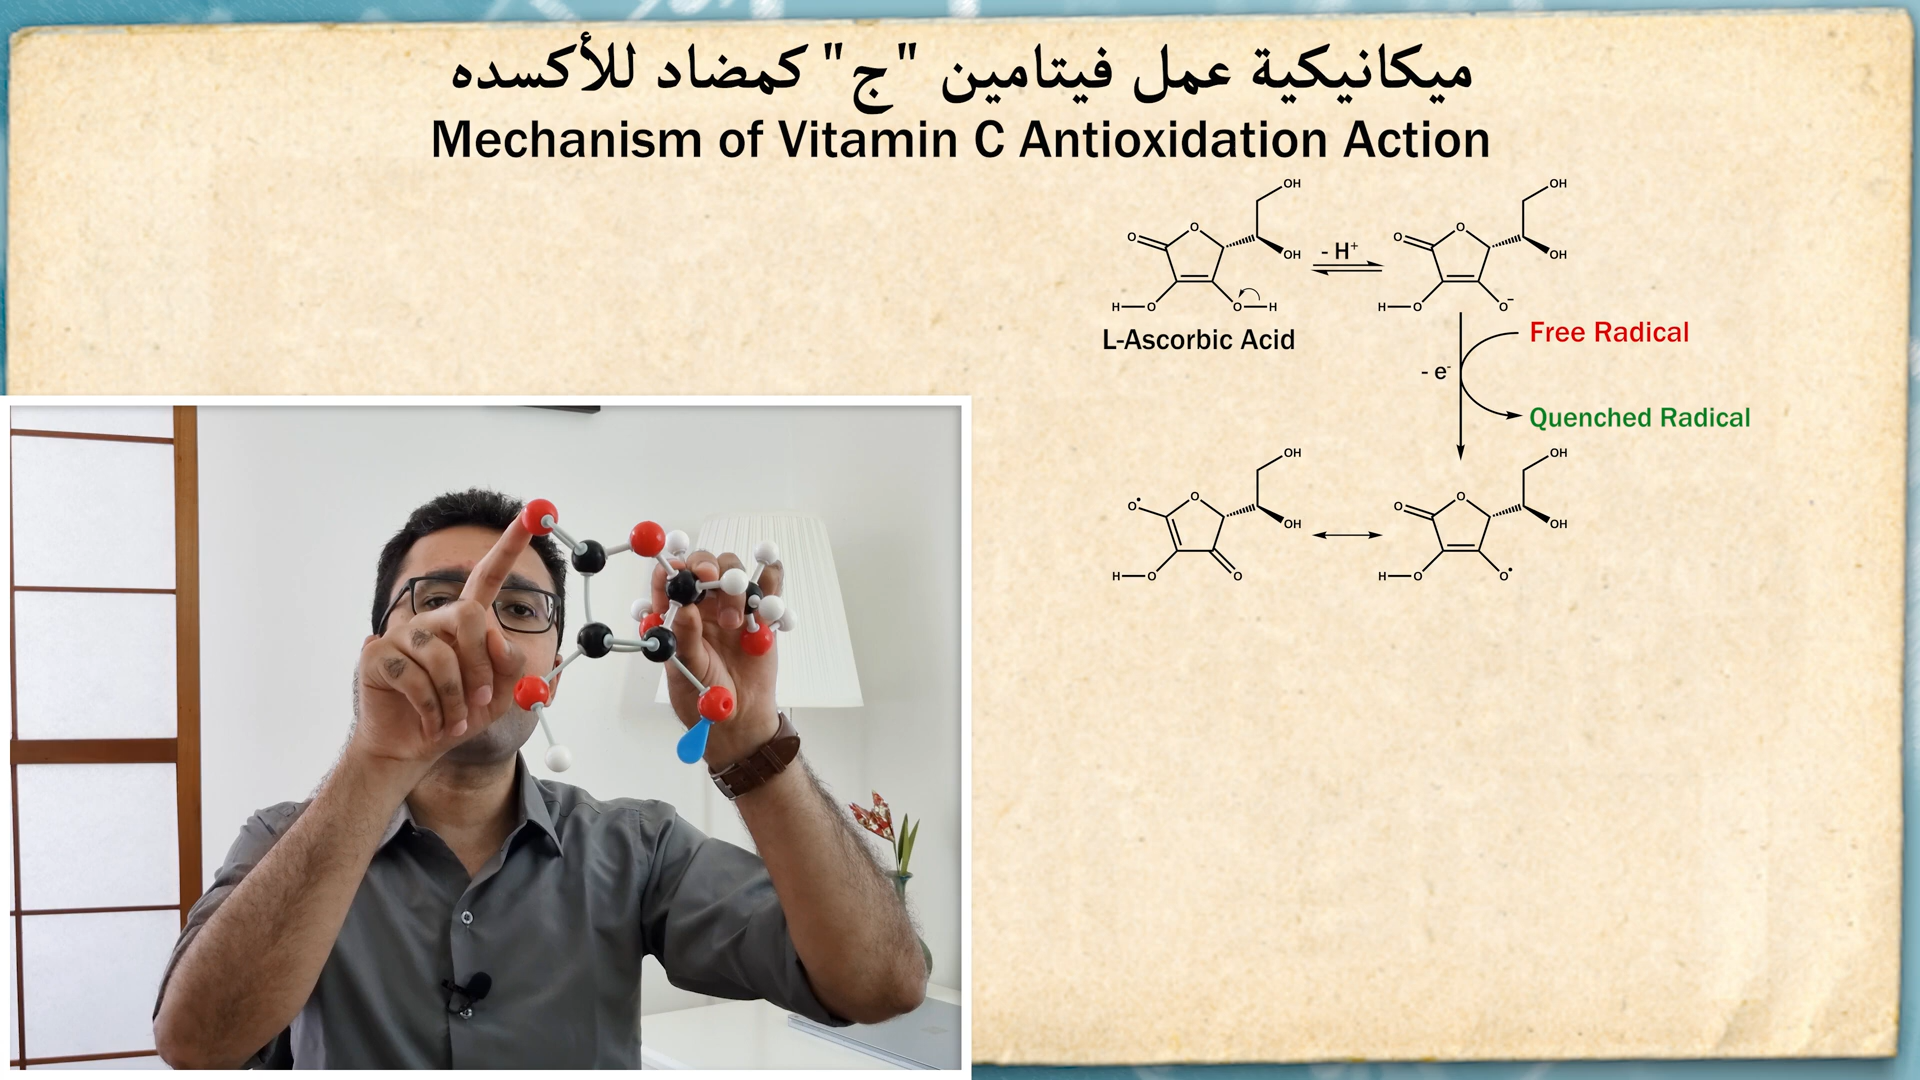 ميكانيكية عمل فيتامين "ج" كمضاد للأكسده
Mechanism of Vitamin C Antioxidation Action
OH
O
O
OH
H O
O H
L-Ascorbic Acid
- H⁺
OH
O
O
OH
H O
O⁻
Free Radical
- e⁻
Quenched Radical
OH
O•
O
OH
H O
O
OH
O
O
OH
H O
O•